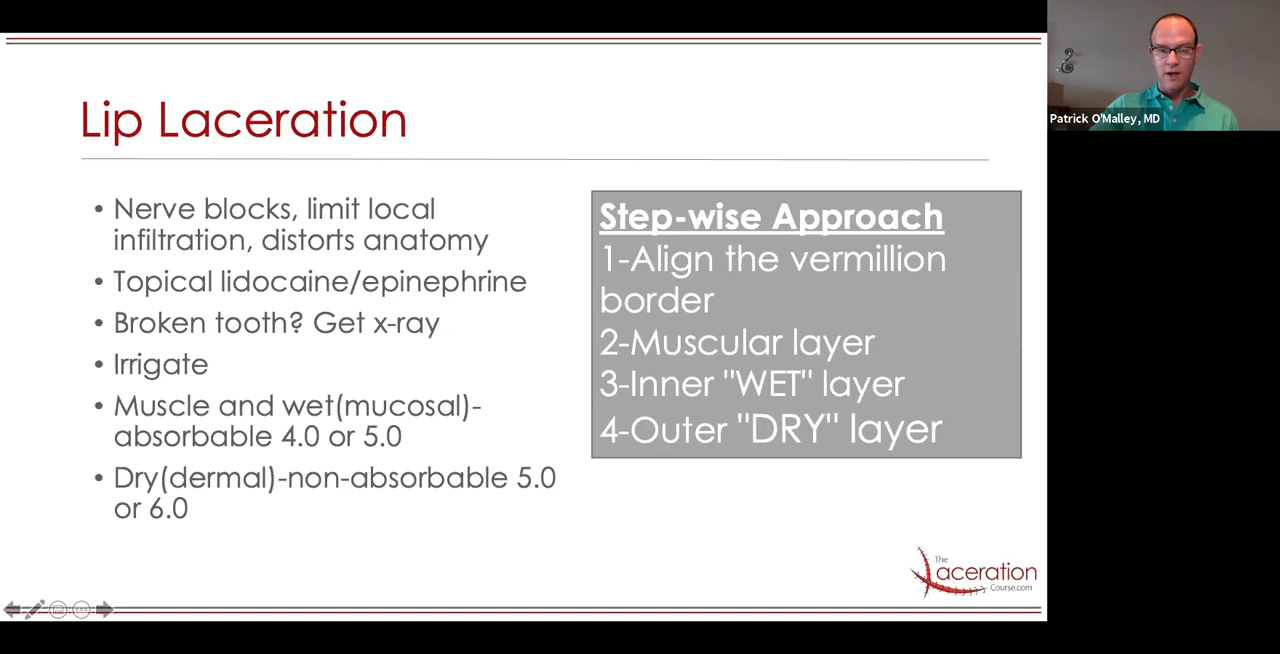 Lip Laceration
• Nerve blocks, limit local
infiltration, distorts anatomy
• Topical lidocaine/epinephrine
• Broken tooth? Get x-ray
• Irrigate
• Muscle and wet(mucosal)-
absorbable 4.0 or 5.0
• Dry(dermal)-non-absorbable 5.0
or 6.0
Step-wise Approach
1-Align the vermillion
border
2-Muscular layer
3-Inner "WET" layer
4-Outer "DRY" layer
The
Laceration
Course.com
Patrick O'Malley, MD